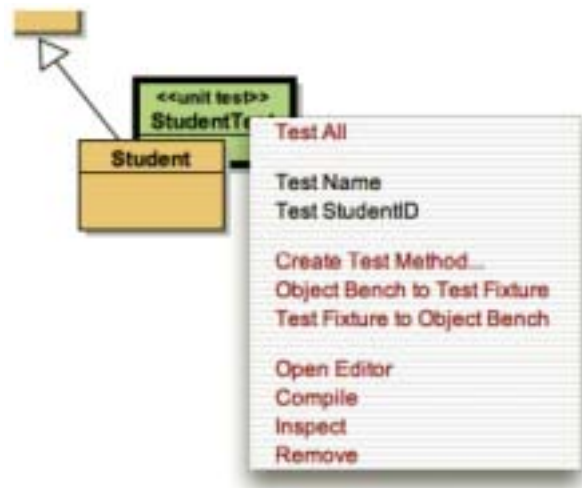 <<unit test>>
StudentTest
Student
Test All
Test Name
Test StudentID
Create Test Method...
Object Bench to Test Fixture
Test Fixture to Object Bench
Open Editor
Compile
Inspect
Remove